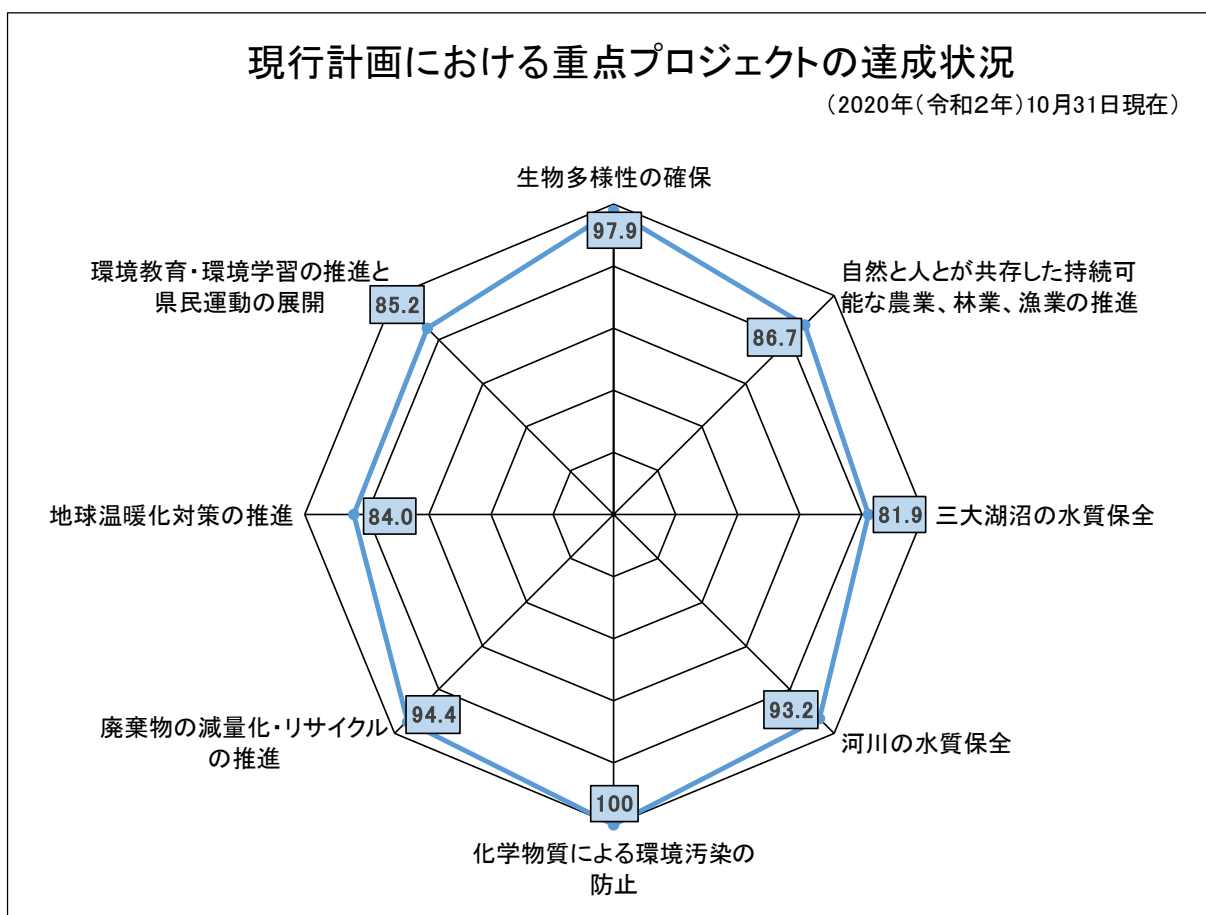 現行計画における重点プロジェクトの達成状況
(2020年(令和2年)10月31日現在)
生物多様性の確保
97.9
自然と人とが共存した持続可
能な農業、林業、漁業の推進
86.7
三大湖沼の水質保全
81.9
河川の水質保全
93.2
化学物質による環境汚染の
防止
100
廃棄物の減量化・リサイクル
の推進
94.4
地球温暖化対策の推進
84.0
環境教育・環境学習の推進と
県民運動の展開
85.2